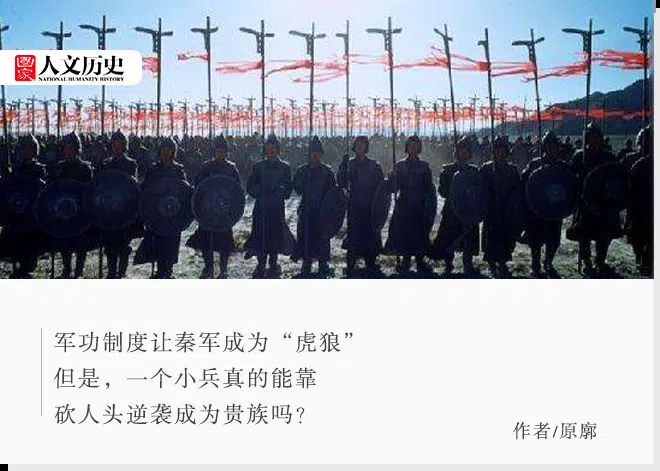 國家人文历史
NATIONAL HUMANITY HISTORY
军功制度让秦军成为“虎狼”
但是，一个小兵真的能靠
砍人头逆袭成为贵族吗？
作者/原廓